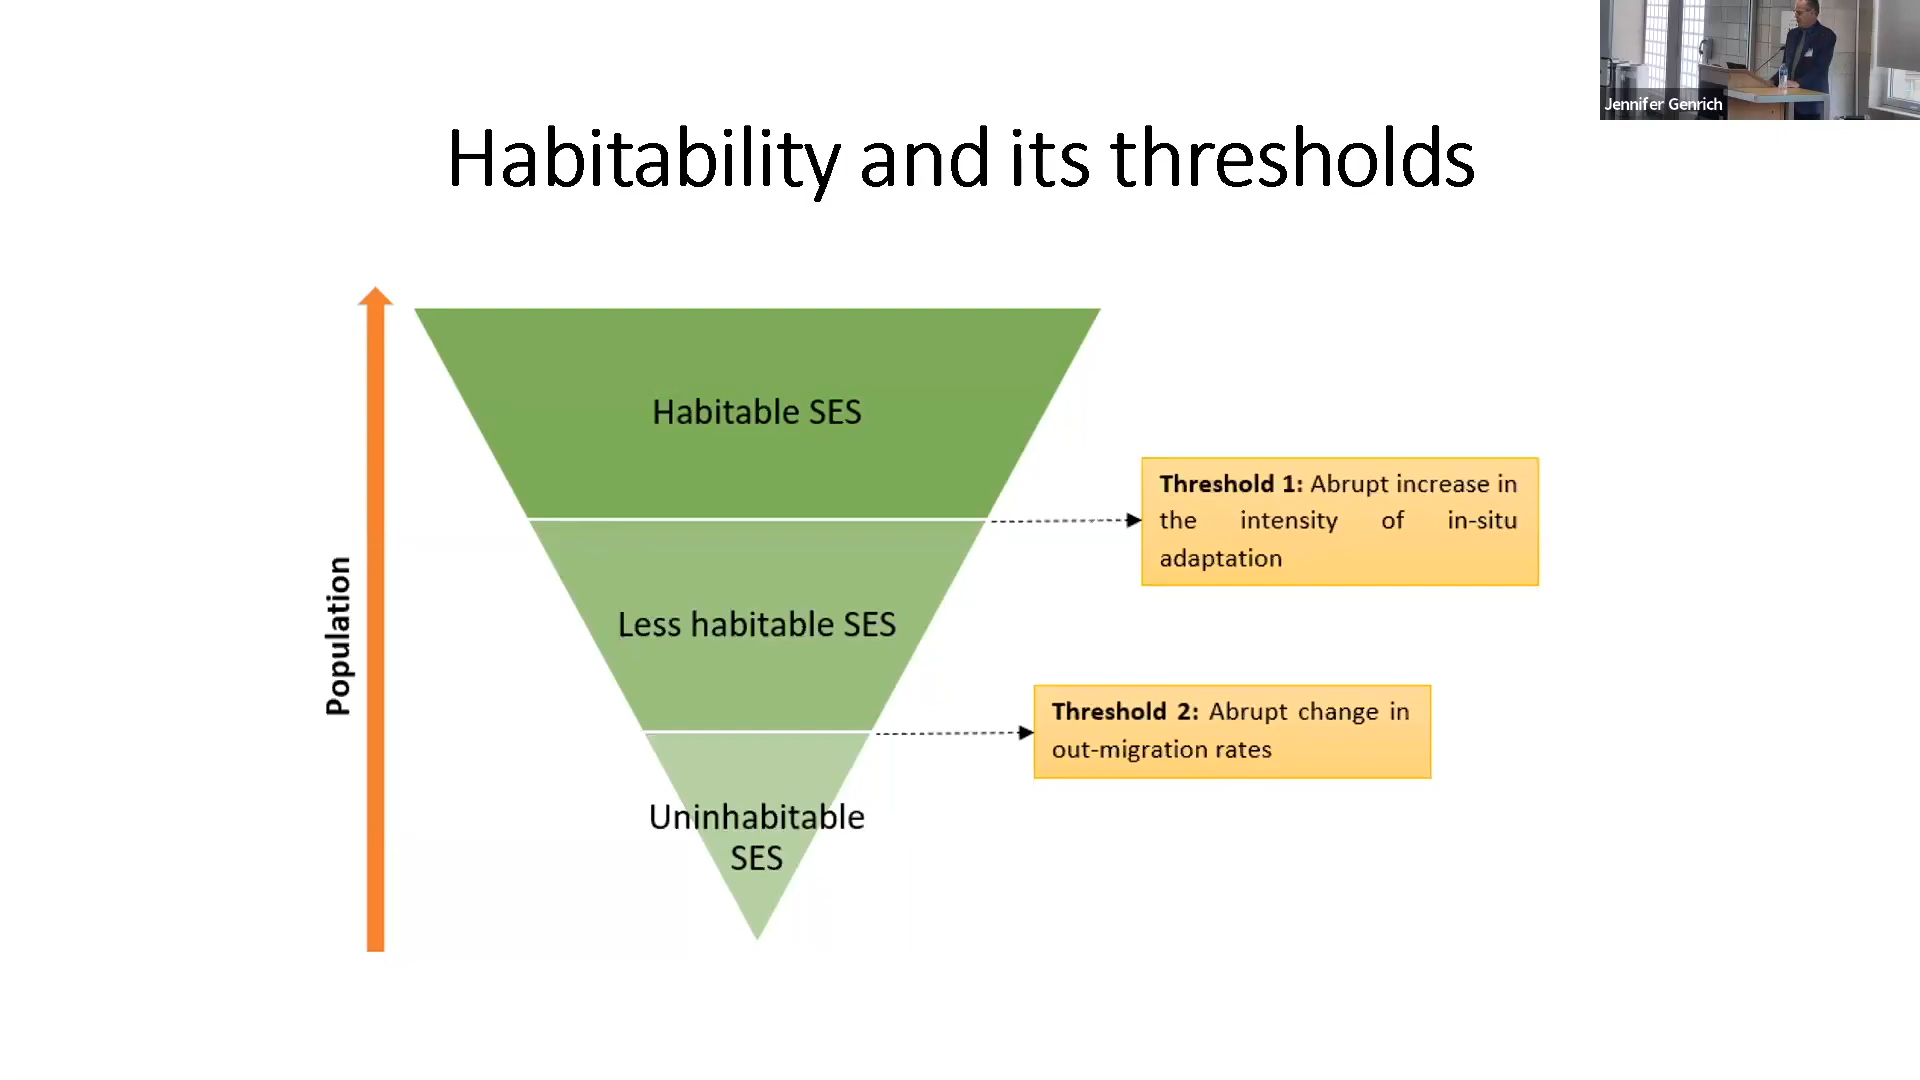 Jennifer Genrich
Habitability and its thresholds
Population
Habitable SES
Threshold 1: Abrupt increase in
the intensity of in-situ
adaptation
Less habitable SES
Threshold 2: Abrupt change in
out-migration rates
Uninhabitable
SES